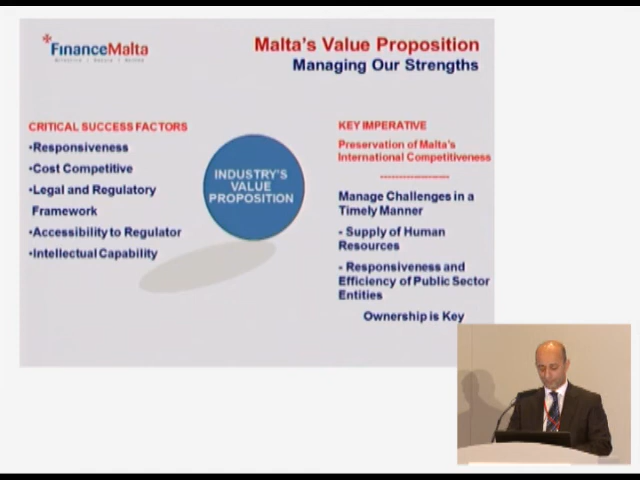 FinanceMalta
Malta's Value Proposition
Managing Our Strengths
CRITICAL SUCCESS FACTORS
•Responsiveness
•Cost Competitive
•Legal and Regulatory
Framework
•Accessibility to Regulator
•Intellectual Capability
INDUSTRY'S
VALUE
PROPOSITION
KEY IMPERATIVE
Preservation of Malta's
International Competitiveness
--------------------
Manage Challenges in a
Timely Manner
- Supply of Human
Resources
- Responsiveness and
Efficiency of Public Sector
Entities
Ownership is Key